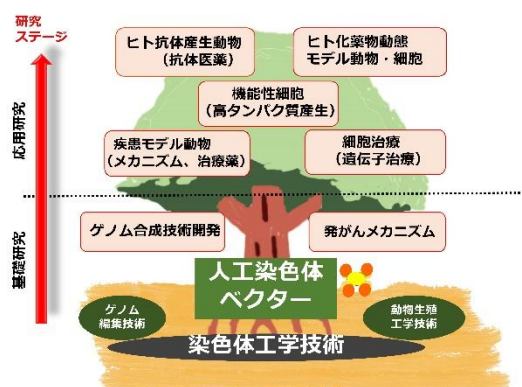 研究
ステージ
ヒト抗体産生動物
（抗体医薬）
ヒト化薬物動態
モデル動物・細胞
機能性細胞
（高タンパク質産生）
疾患モデル動物
（メカニズム、治療薬）
細胞治療
（遺伝子治療）
応用研究
基礎研究
ゲノム合成技術開発
発がんメカニズム
人工染色体
ベクター
ゲノム
編集技術
動物生殖
工学技術
染色体工学技術